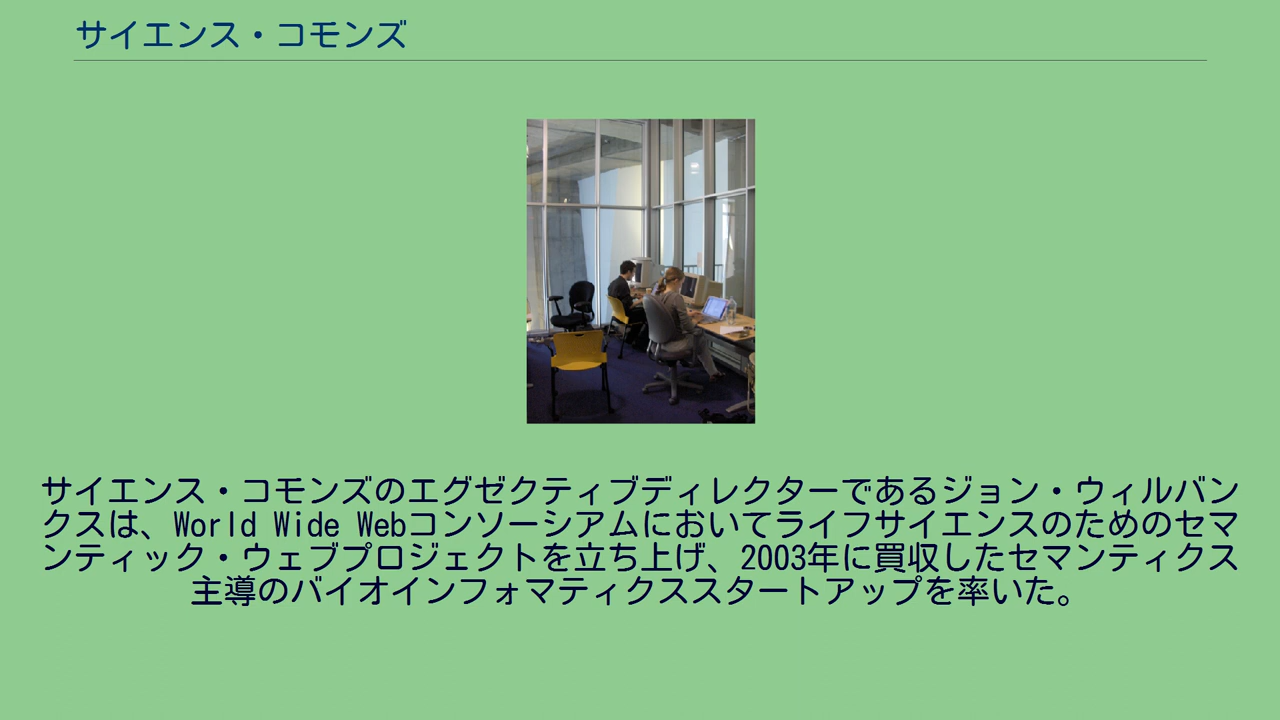 サイエンス・コモンズ
サイエンス・コモンズのエグゼクティブディレクターであるジョン・ウィルバン
クスは、World Wide Webコンソーシアムにおいてライフサイエンスのためのセマ
ンティック・ウェブプロジェクトを立ち上げ、2003年に買収したセマンティクス
主導のバイオインフォマティクススタートアップを率いた。